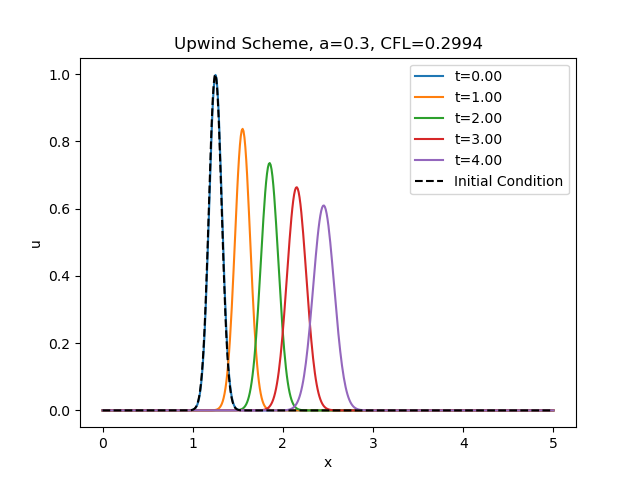 Upwind Scheme, a=0.3, CFL=0.2994
t=0.00
t=1.00
t=2.00
t=3.00
t=4.00
Initial Condition
1.0
0.8
0.6
0.4
0.2
0.0
u
0 1 2 3 4 5
x